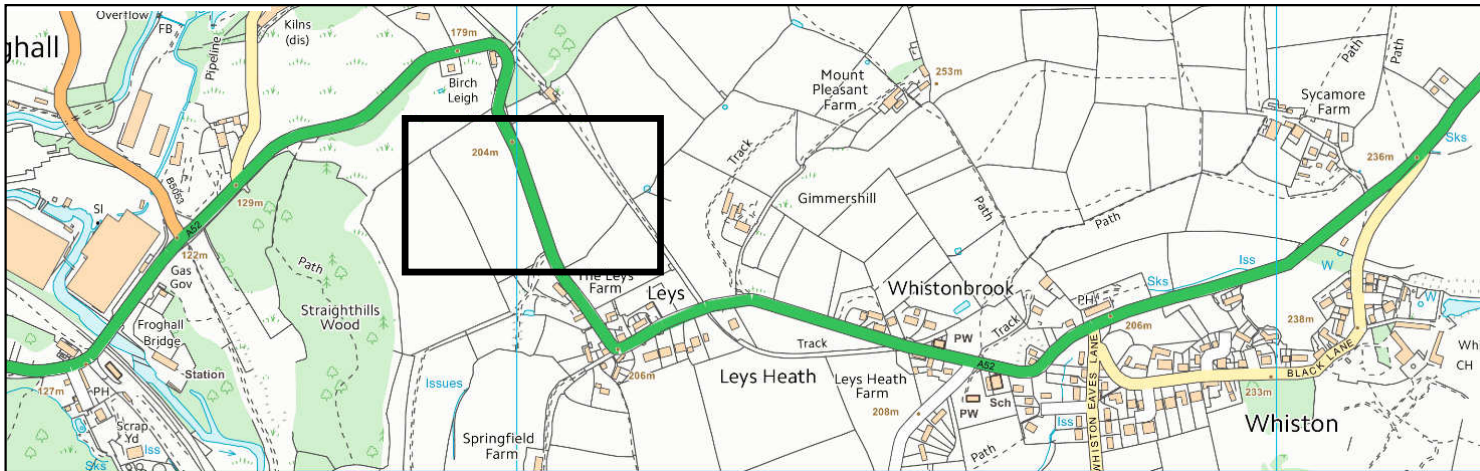 Overflow
FB
ghall
Pipeline
Kilns
(dis)
179m
Birch
Leigh
204m
Mount
Pleasant
Farm
253m
Path
Path
Sycamore
Farm
Sks
236m
Track
Gimmershill
Path
Path
B5053
SI
129m
A52
122m
Gas
Gov
Path
Straighthills
Wood
Froghall
Bridge
Station
127m
PH
Scrap
Yd
Iss
Sks
The Leys
Farm
Leys
206m
Issues
Springfield
Farm
Whistonbrook
Track
PH
Sks
Iss
W
W
206m
238m
Track
PW
A52
Leys Heath
Leys Heath
Farm
208m
PW
Sch
Path
Iss
WHISTON EAVES LANE
BLACK LANE
233m
Whiston
Wh
CH